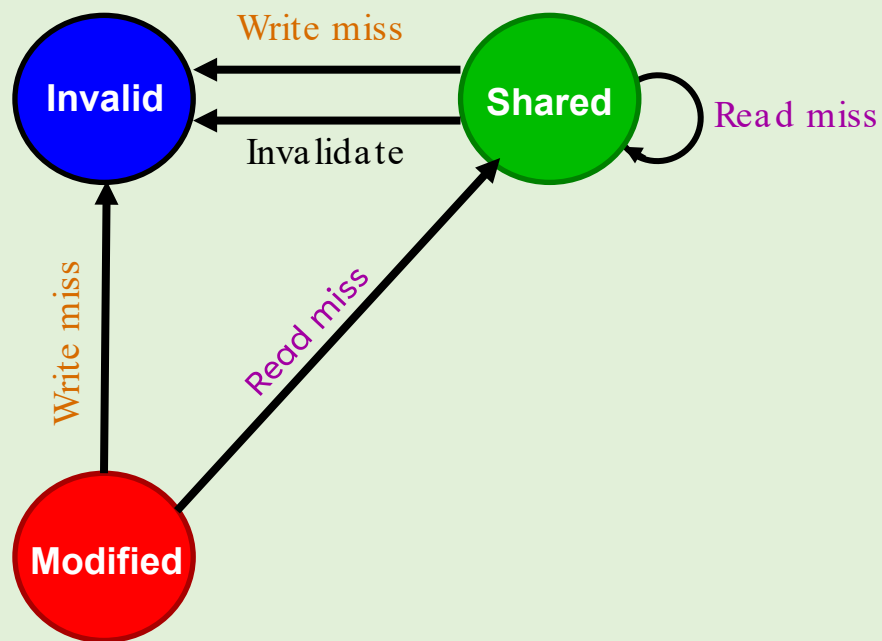 Write miss
Invalid
Shared
Read miss
Invalidate
Write miss
Read miss
Modified